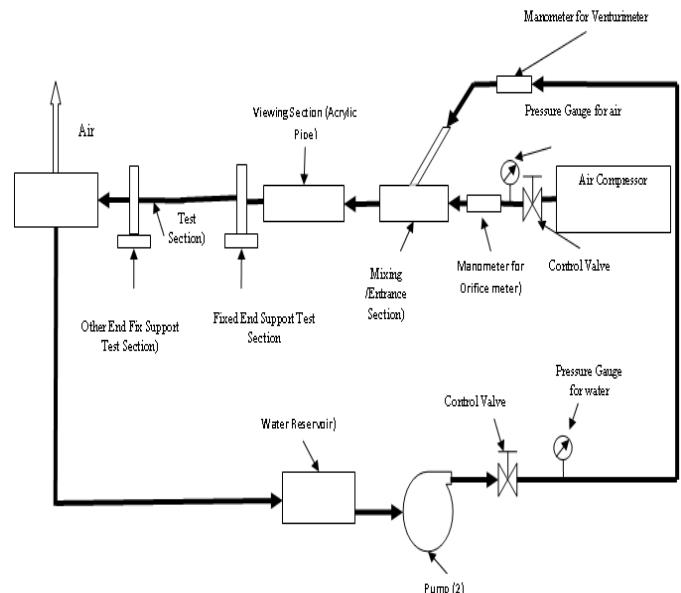 Manometer for Venturimeter
Pressure Gauge for air
Viewing Section (Acrylic
Pipe)
Air
Air Compressor
Test
Section)
Mixing
/Entrance
Section)
Manometer for
Orifice meter)
Control Valve
Other End Fix Support
Test Section)
Fixed End Support Test
Section
Pressure Gauge
for water
Control Valve
Water Reservoir)
Pump (2)